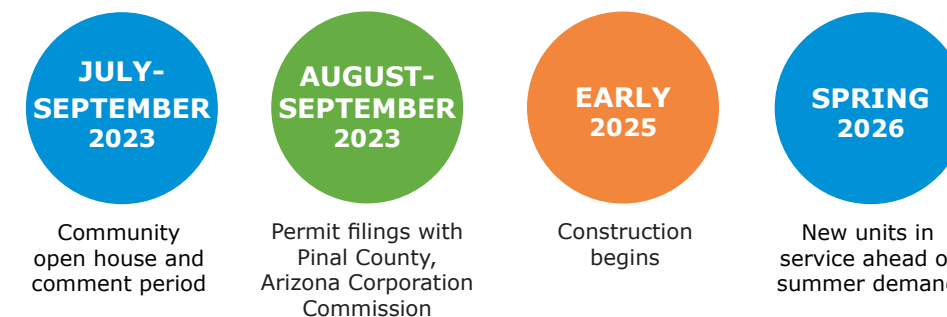 JULY-
SEPTEMBER
2023
Community
open house and
comment period
AUGUST-
SEPTEMBER
2023
Permit filings with
Pinal County,
Arizona Corporation
Commission
EARLY
2025
Construction
begins
SPRING
2026
New units in
service ahead
summer